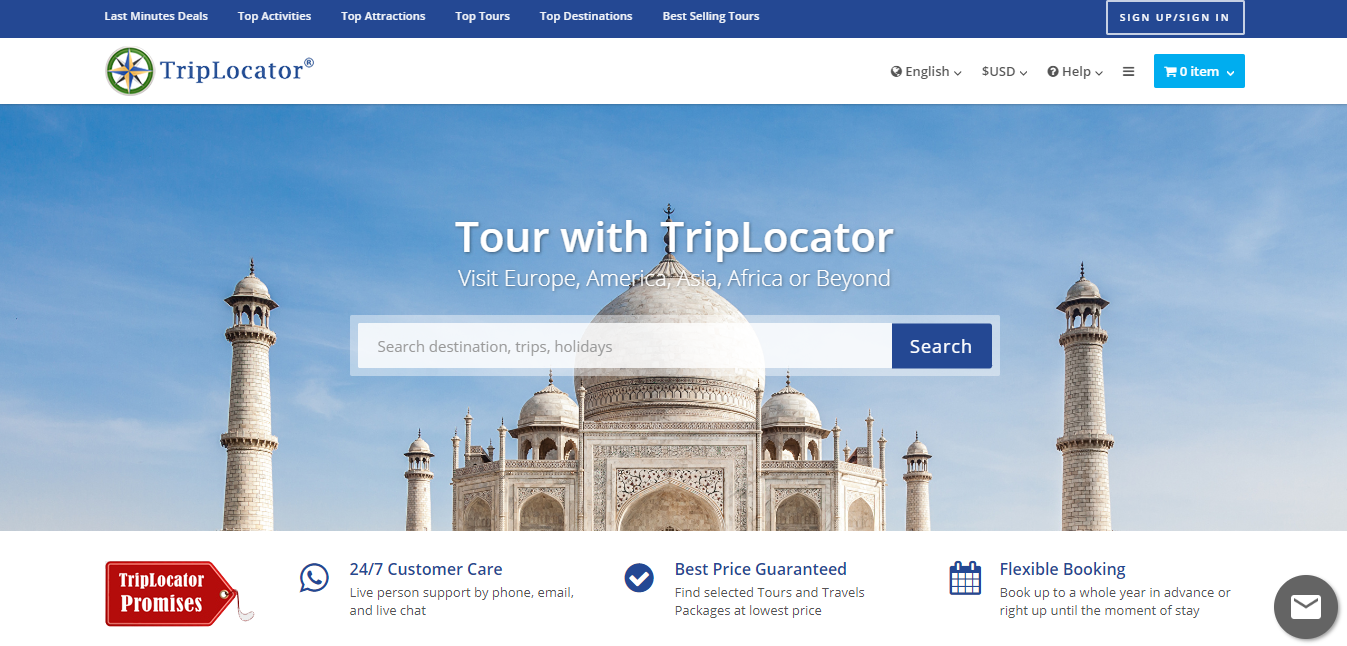 Last Minutes Deals
Top Activities
Top Attractions
Top Tours
Top Destinations
Best Selling Tours
SIGN UP/SIGN IN
TripLocator®
English
$USD
Help
0 item
Tour with TripLocator
Visit Europe, America, Asia, Africa or Beyond
Search destination, trips, holidays
Search
TripLocator
Promises
24/7 Customer Care
Live person support by phone, email,
and live chat
Best Price Guaranteed
Find selected Tours and Travels
Packages at lowest price
Flexible Booking
Book up to a whole year in advance or
right up until the moment of stay